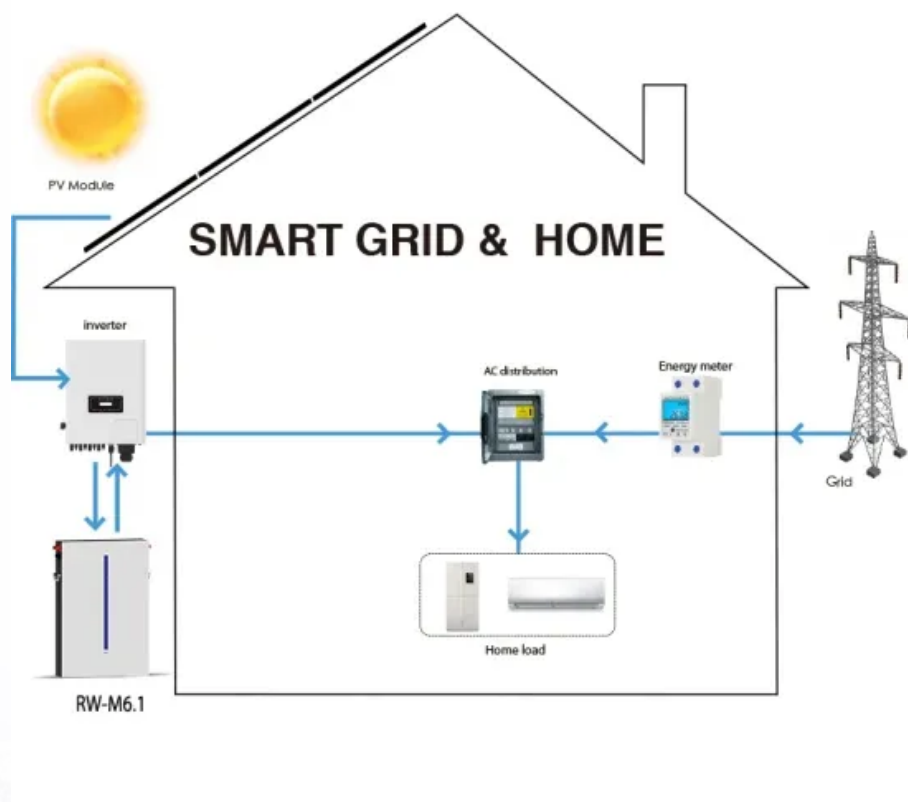 PV Module
SMART GRID & HOME
inverter
AC distribution
Energy meter
Grid
Home load
RW-M6.1